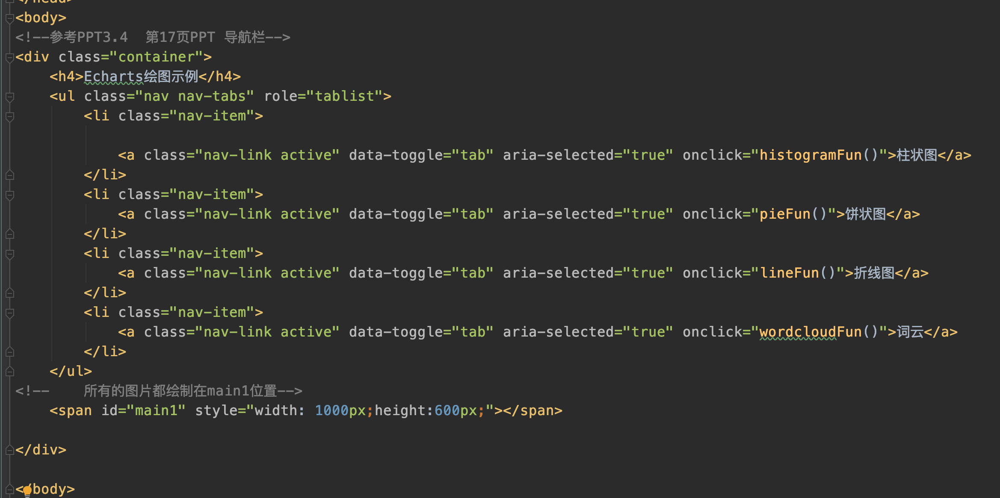 </head>
<body>
<!--参考PPT3.4  第17页PPT 导航栏-->
<div class="container">
    <h4>Echarts绘图示例</h4>
    <ul class="nav nav-tabs" role="tablist">
        <li class="nav-item">
            <a class="nav-link active" data-toggle="tab" aria-selected="true" onclick="histogramFun()">柱状图</a>
        </li>
        <li class="nav-item">
            <a class="nav-link active" data-toggle="tab" aria-selected="true" onclick="pieFun()">饼状图</a>
        </li>
        <li class="nav-item">
            <a class="nav-link active" data-toggle="tab" aria-selected="true" onclick="lineFun()">折线图</a>
        </li>
        <li class="nav-item">
            <a class="nav-link active" data-toggle="tab" aria-selected="true" onclick="wordcloudFun()">词云</a>
        </li>
    </ul>
<!--    所有的图片都绘制在main1位置-->
    <span id="main1" style="width: 1000px;height:600px;"></span>
</div>
</body>